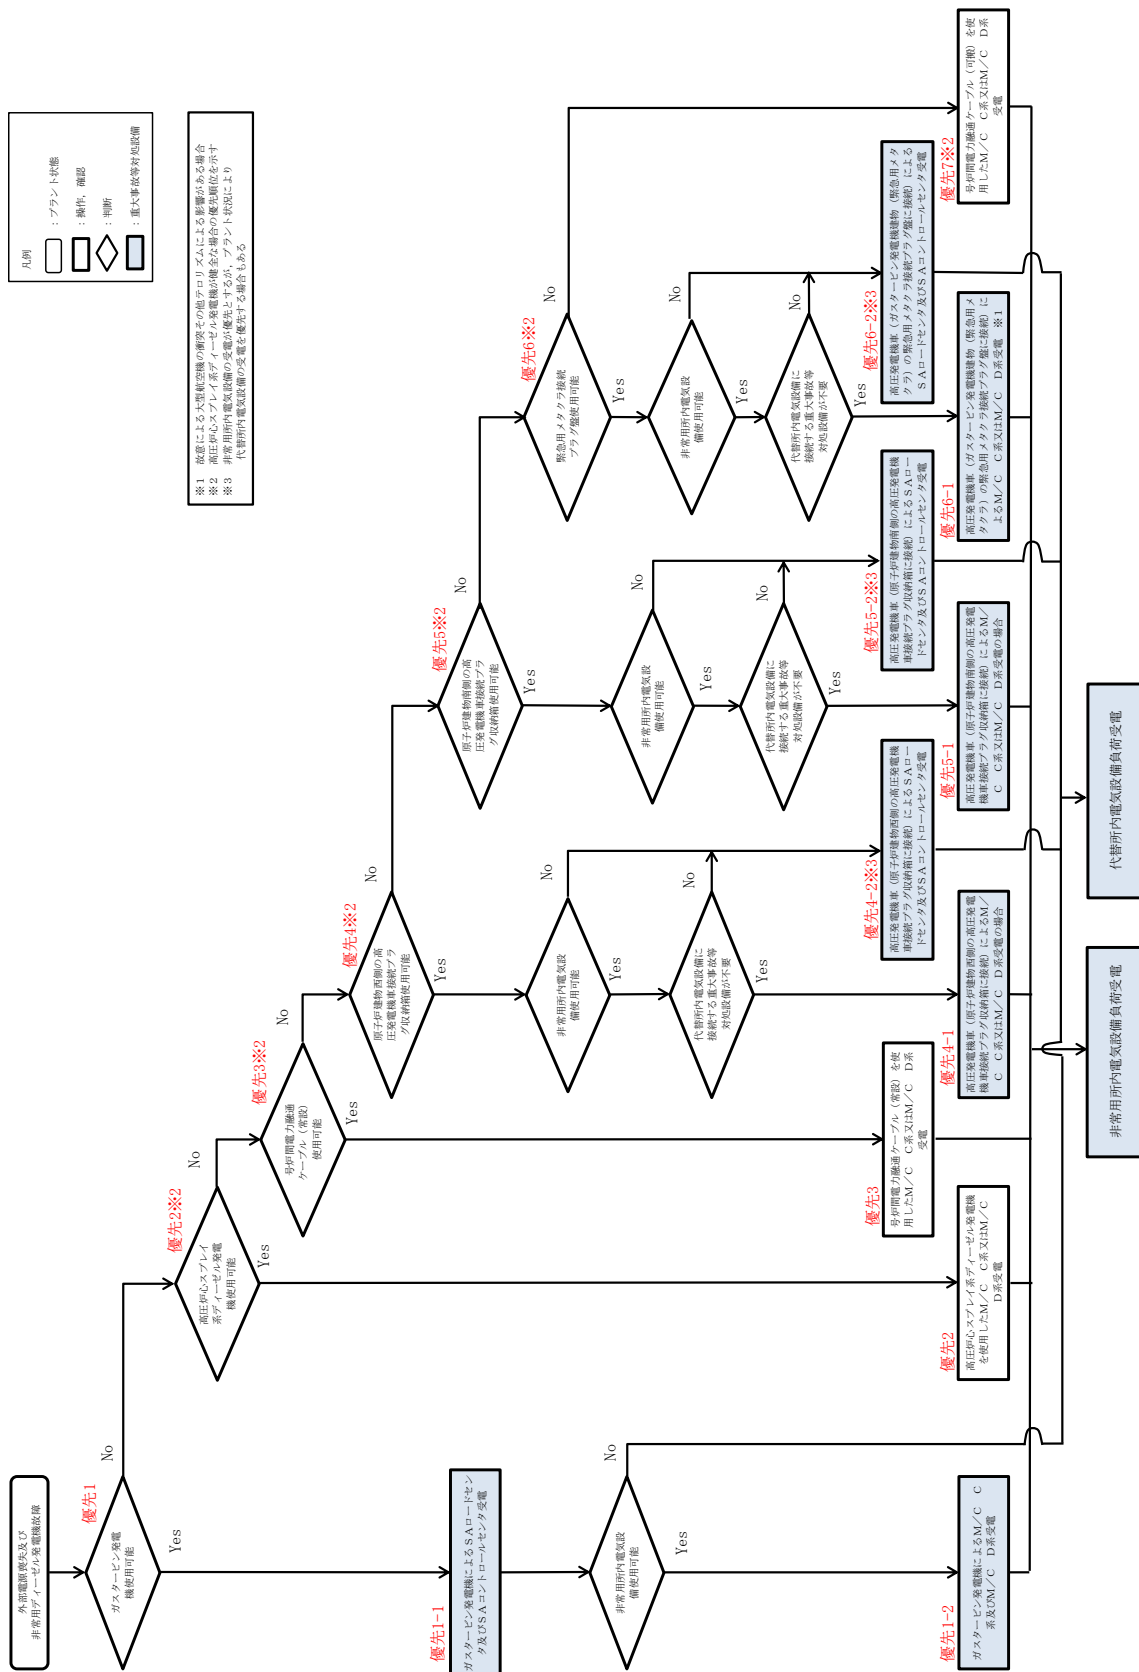 外部電源喪失及び
非常用ディーゼル発電機故障
優先1
ガスタービン発電
機使用可能
No
Yes
優先1-1
ガスタービン発電機によるSAロードセン
タ及びSAコントロールセンタ受電
非常用所内電気設
備使用可能
No
Yes
優先1-2
ガスタービン発電機によるM/C C
系及びM/C D系受電
優先2※2
高圧炉心スプレイ
系ディーゼル発電
機使用可能
No
Yes
優先2
高圧炉心スプレイ系ディーゼル発電機
を使用したM/C C系又はM/C
D系受電
優先3※2
号炉間電力融通
ケーブル（常設）
使用可能
No
Yes
優先3
号炉間電力融通ケーブル（常設）を使
用したM/C C系又はM/C D系
受電
優先4※2
原子炉建物西側の高
圧発電機車接続プラ
グ収納箱使用可能
No
Yes
非常用所内電気設
備使用可能
No
Yes
代替所内電気設備に
接続する重大事故等
対処設備が不要
No
Yes
優先4-2※3
高圧発電機車（原子炉建物西側の高圧発電機
車接続プラグ収納箱に接続）によるSAロー
ドセンタ及びSAコントロールセンタ受電
優先4-1
高圧発電機車（原子炉建物西側の高圧発電
機車接続プラグ収納箱に接続）によるM/
C C系又はM/C D系受電の場合
優先5※2
原子炉建物南側の高
圧発電機車接続プラ
グ収納箱使用可能
No
Yes
非常用所内電気設
備使用可能
No
Yes
代替所内電気設備に
接続する重大事故等
対処設備が不要
No
Yes
優先5-2※3
高圧発電機車（原子炉建物南側の高圧発電機
車接続プラグ収納箱に接続）によるSAロー
ドセンタ及びSAコントロールセンタ受電
優先5-1
高圧発電機車（原子炉建物南側の高圧発電
機車接続プラグ収納箱に接続）によるM/
C C系又はM/C D系受電の場合
優先6※2
緊急用メタクラ接続
プラグ盤使用可能
No
Yes
非常用所内電気設
備使用可能
No
Yes
代替所内電気設備に
接続する重大事故等
対処設備が不要
No
Yes
優先6-2※3
高圧発電機車（ガスタービン発電機建物（緊急用メタ
クラ）の緊急用メタクラ接続プラグ盤に接続）による
SAロードセンタ及びSAコントロールセンタ受電
優先6-1
高圧発電機車（ガスタービン発電機建物（緊急用メ
タクラ）の緊急用メタクラ接続プラグ盤に接続）に
よるM/C C系又はM/C D系受電 ※1
優先7※2
号炉間電力融通ケーブル（可搬）を使
用したM/C C系又はM/C D系
受電
非常用所内電気設備負荷受電
代替所内電気設備負荷受電
凡例
：プラント状態
：操作，確認
：判断
：重大事故等対処設備
※1 故意による大型航空機の衝突その他テロリズムによる影響がある場合
※2 高圧炉心スプレイ系ディーゼル発電機が健全な場合の優先順位を示す
※3 非常用所内電気設備の受電が優先とするが，プラント状況により
代替所内電気設備の受電を優先する場合もある